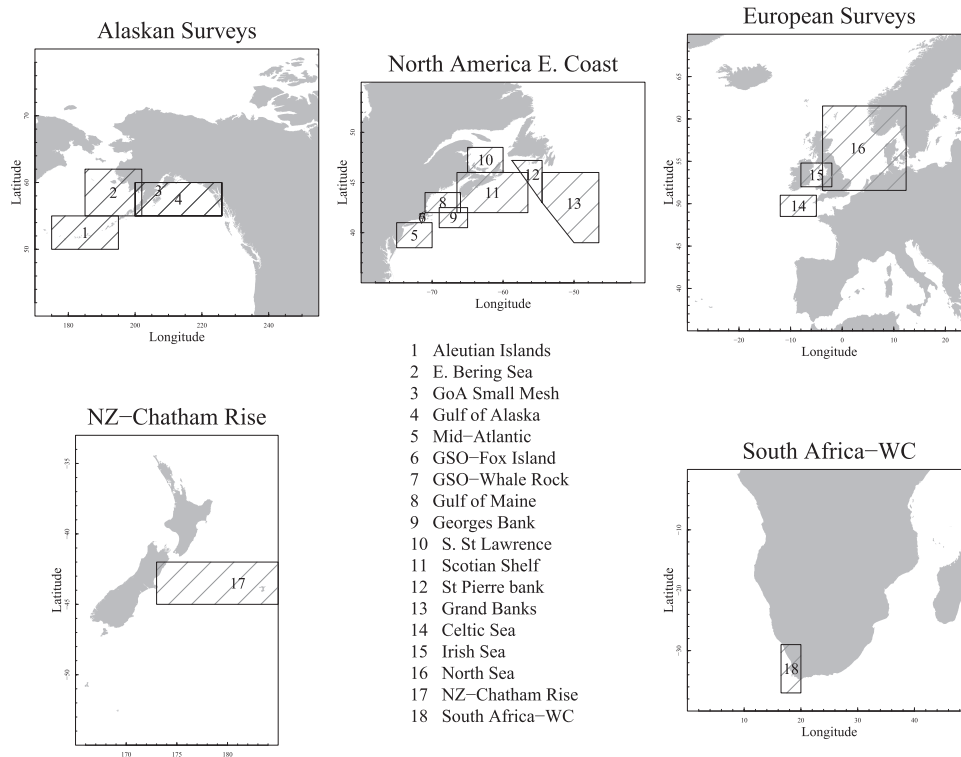 Alaskan Surveys
Latitude
50
60
70
1
2
3
4
180
200
220
240
Longitude
North America E. Coast
Latitude
40
45
50
5
8
9
10
11
12
13
−70
−60
−50
Longitude
European Surveys
Latitude
40
45
50
55
60
65
14
15
16
−20
−10
0
10
20
Longitude
1 Aleutian Islands
2 E. Bering Sea
3 GoA Small Mesh
4 Gulf of Alaska
5 Mid−Atlantic
6 GSO−Fox Island
7 GSO−Whale Rock
8 Gulf of Maine
9 Georges Bank
10 S. St Lawrence
11 Scotian Shelf
12 St Pierre bank
13 Grand Banks
14 Celtic Sea
15 Irish Sea
16 North Sea
17 NZ−Chatham Rise
18 South Africa−WC
NZ−Chatham Rise
Latitude
−50
−45
−40
−35
17
170
175
180
South Africa−WC
Latitude
−30
−20
−10
18
10
20
30
40
Longitude